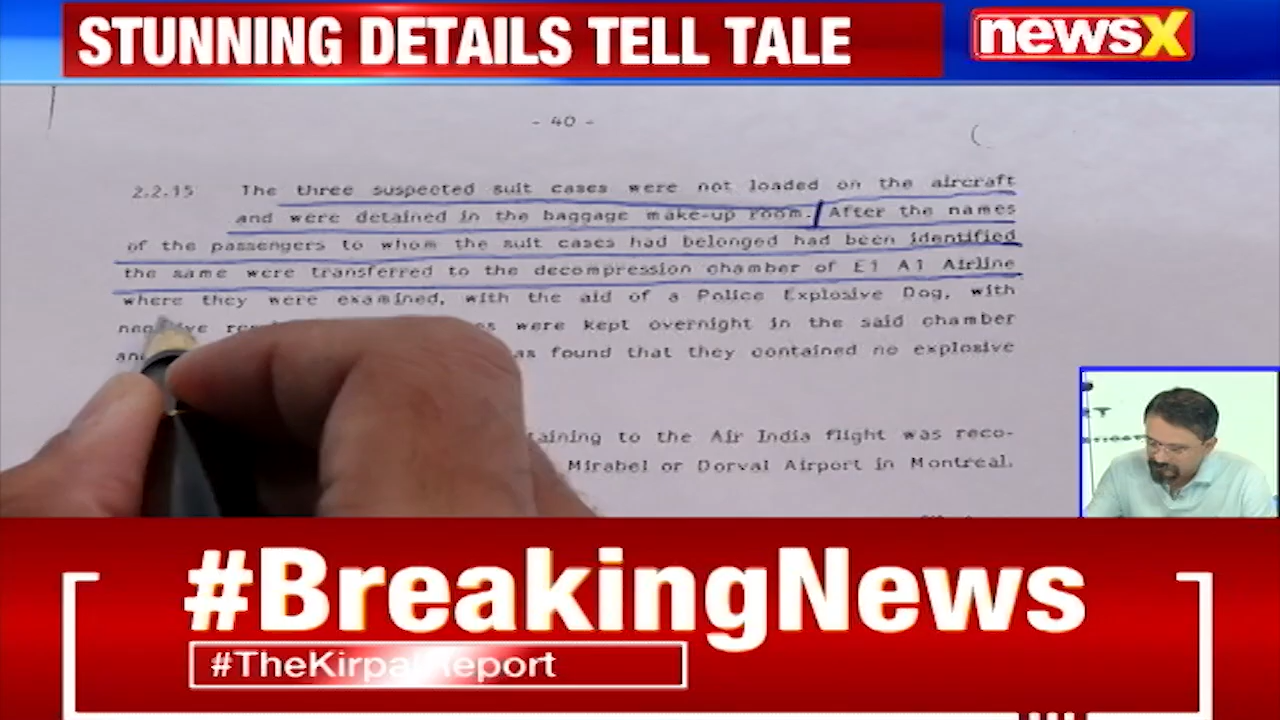 STUNNING DETAILS TELL TALE
newsX
- 40 -
2.2.15 The three suspected suit cases were not loaded on the aircraft
and were detained in the baggage make-up room. After the names
of the passengers to whom the suit cases had belonged had been identified
the same were transferred to the decompression chamber of El Al Airline
where they were examined, with the aid of a Police Explosive Dog, with
were kept overnight in the said chamber
found that they contained no explosive
to the Air India flight was reco-
Mirabel or Dorval Airport in Montreal.
#BreakingNews
#TheKirpalReport